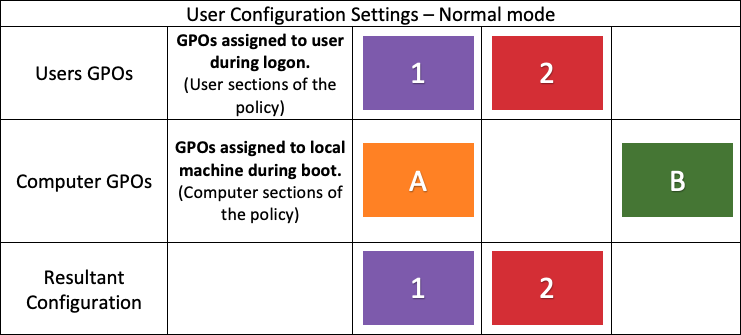 User Configuration Settings – Normal mode
Users GPOs
GPOs assigned to user
during logon.
(User sections of the
policy)
1
2
Computer GPOs
GPOs assigned to local
machine during boot.
(Computer sections of
the policy)
A
B
Resultant
Configuration
1
2